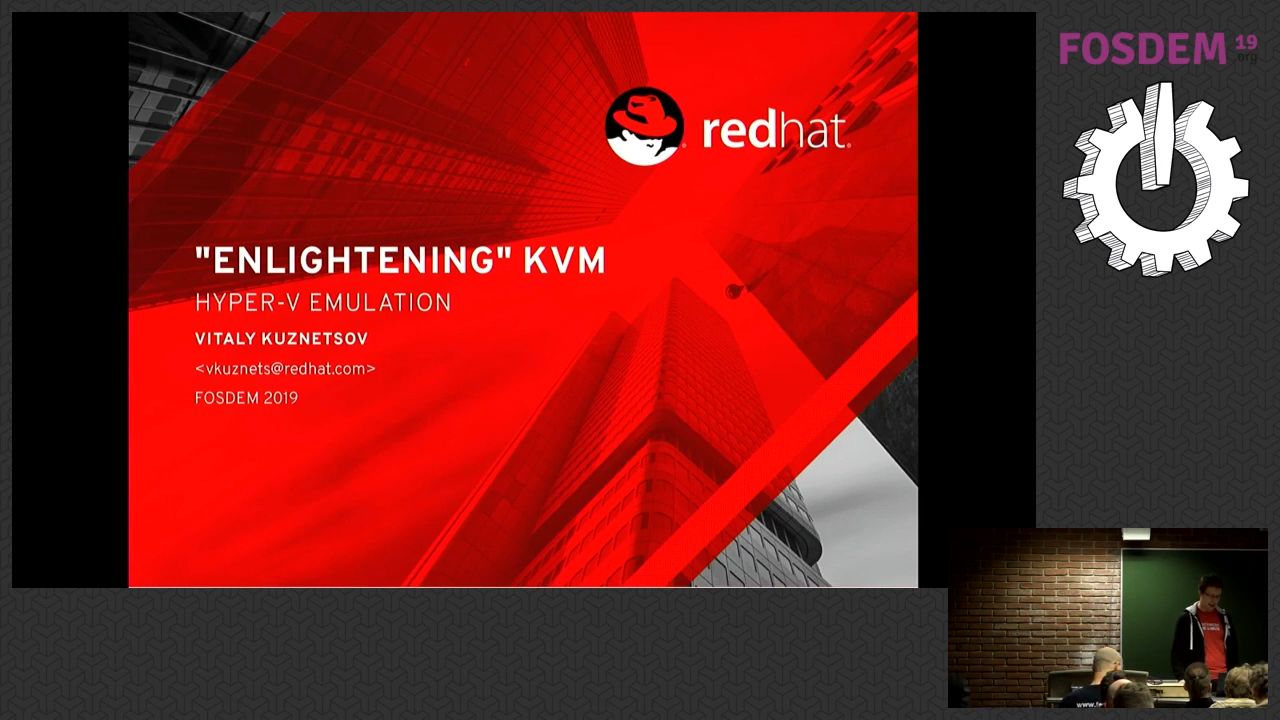 redhat.
"ENLIGHTENING" KVM
HYPER-V EMULATION
VITALY KUZNETSOV
<vkuznets@redhat.com>
FOSDEM 2019
FOSDEM 19
.org